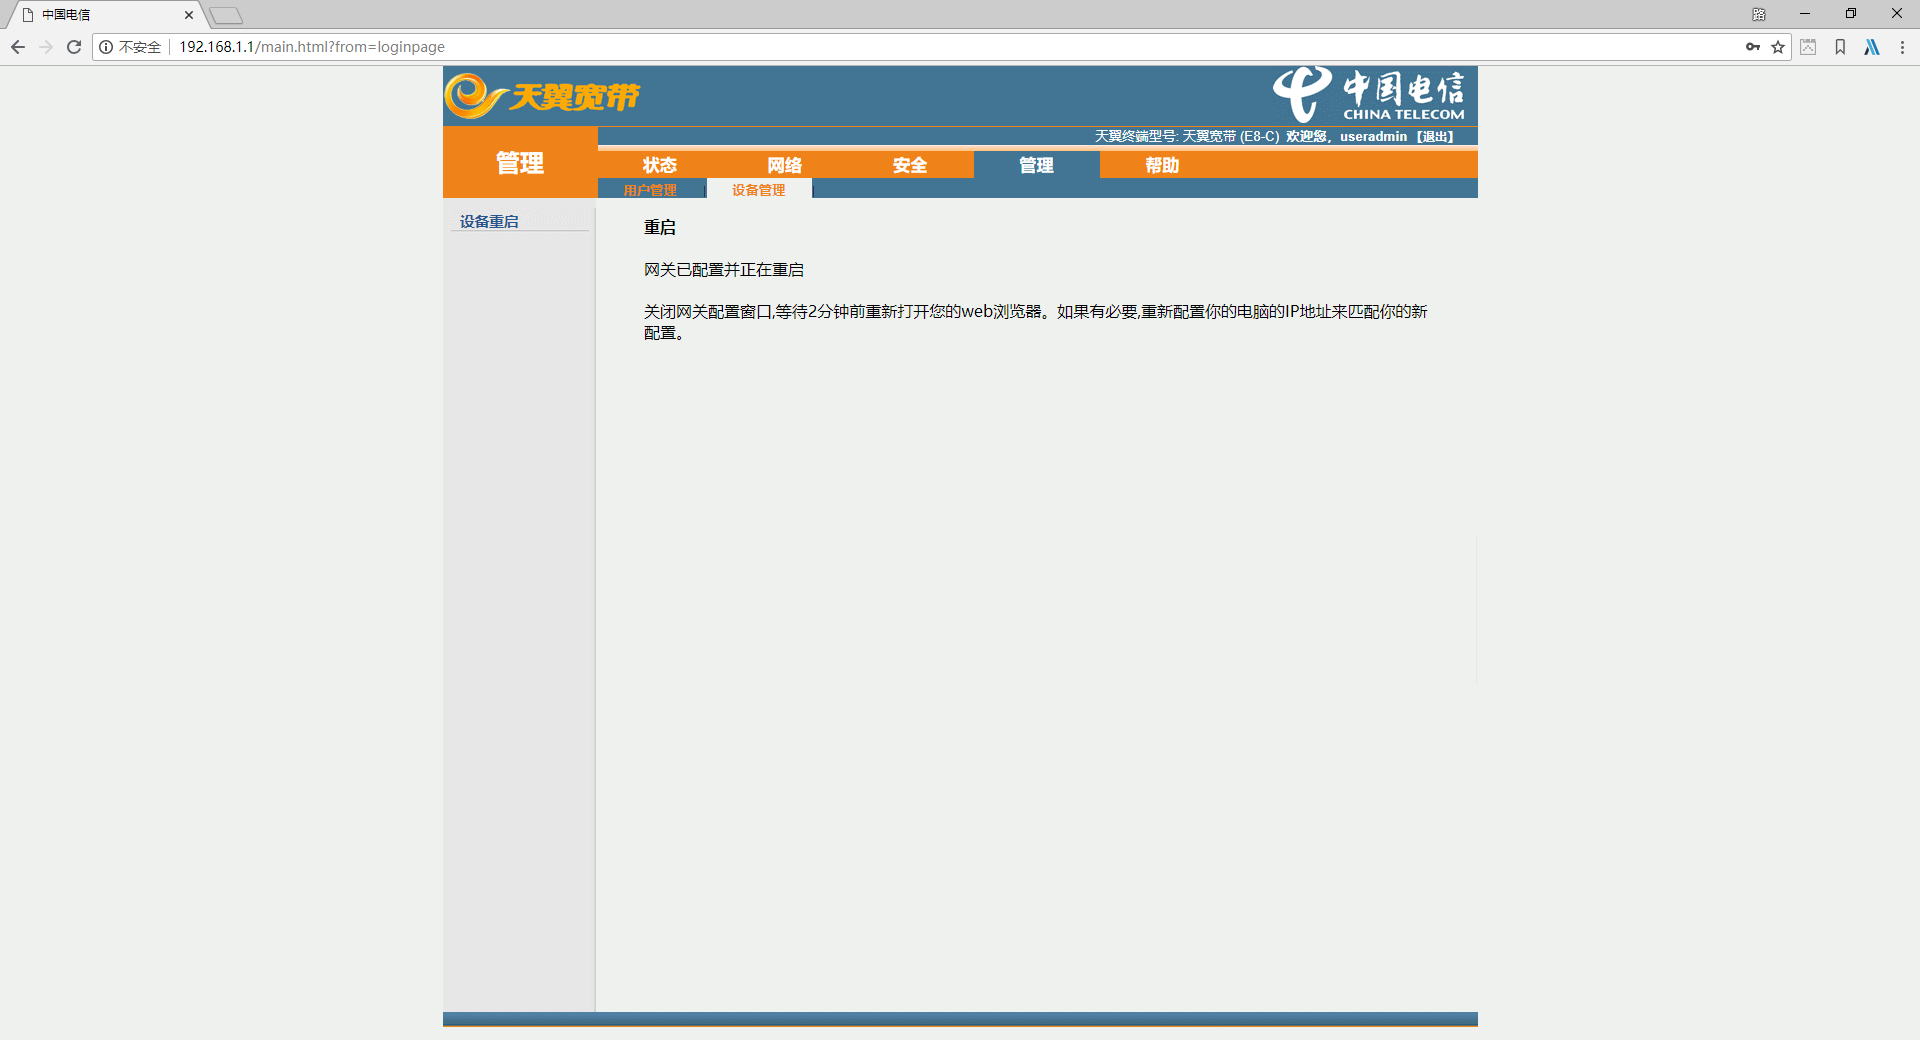 中国电信
路
不安全
192.168.1.1/main.html?from=loginpage
天翼宽带
中国电信
CHINA TELECOM
天翼终端型号: 天翼宽带 (E8-C) 欢迎您，useradmin 【退出】
管理
状态 网络 安全 管理 帮助
用户管理 | 设备管理 |
设备重启
重启
网关已配置并正在重启
关闭网关配置窗口,等待2分钟前重新打开您的web浏览器。如果有必要,重新配置你的电脑的IP地址来匹配你的新
配置。